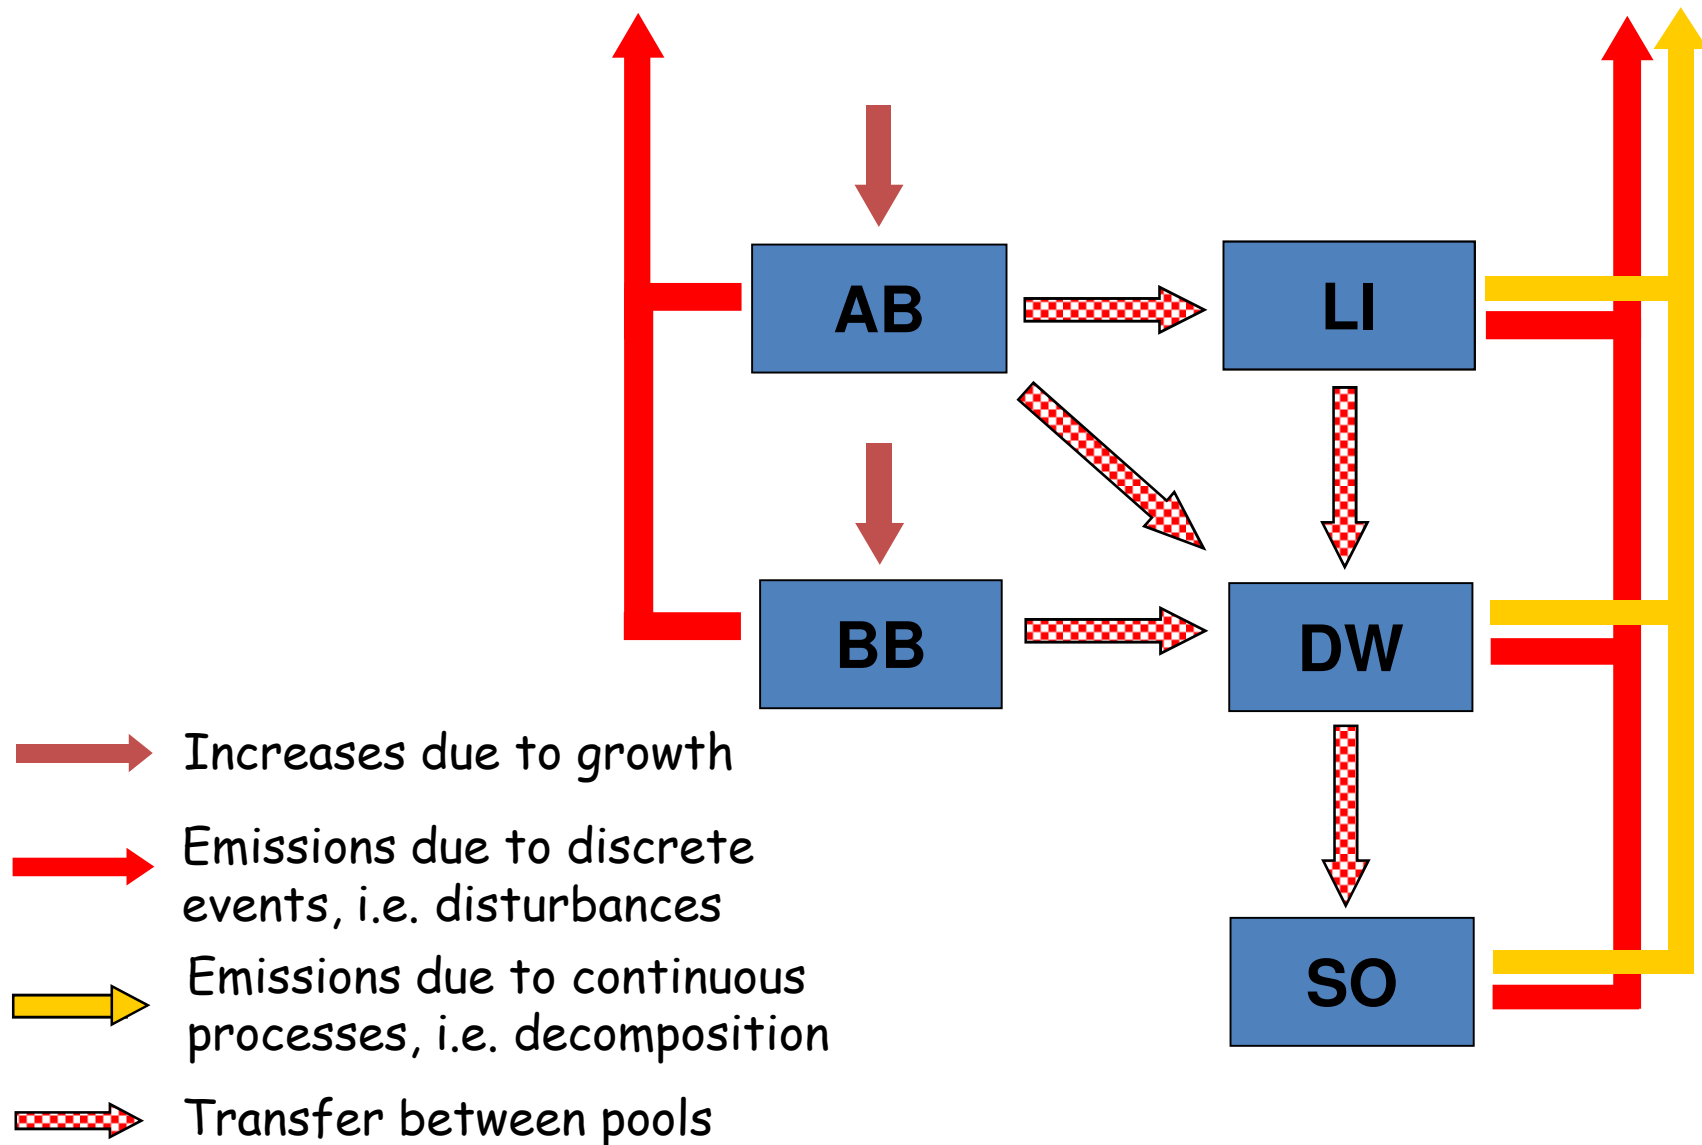 AB
LI
BB
DW
SO
Increases due to growth
Emissions due to discrete
events, i.e. disturbances
Emissions due to continuous
processes, i.e. decomposition
Transfer between pools